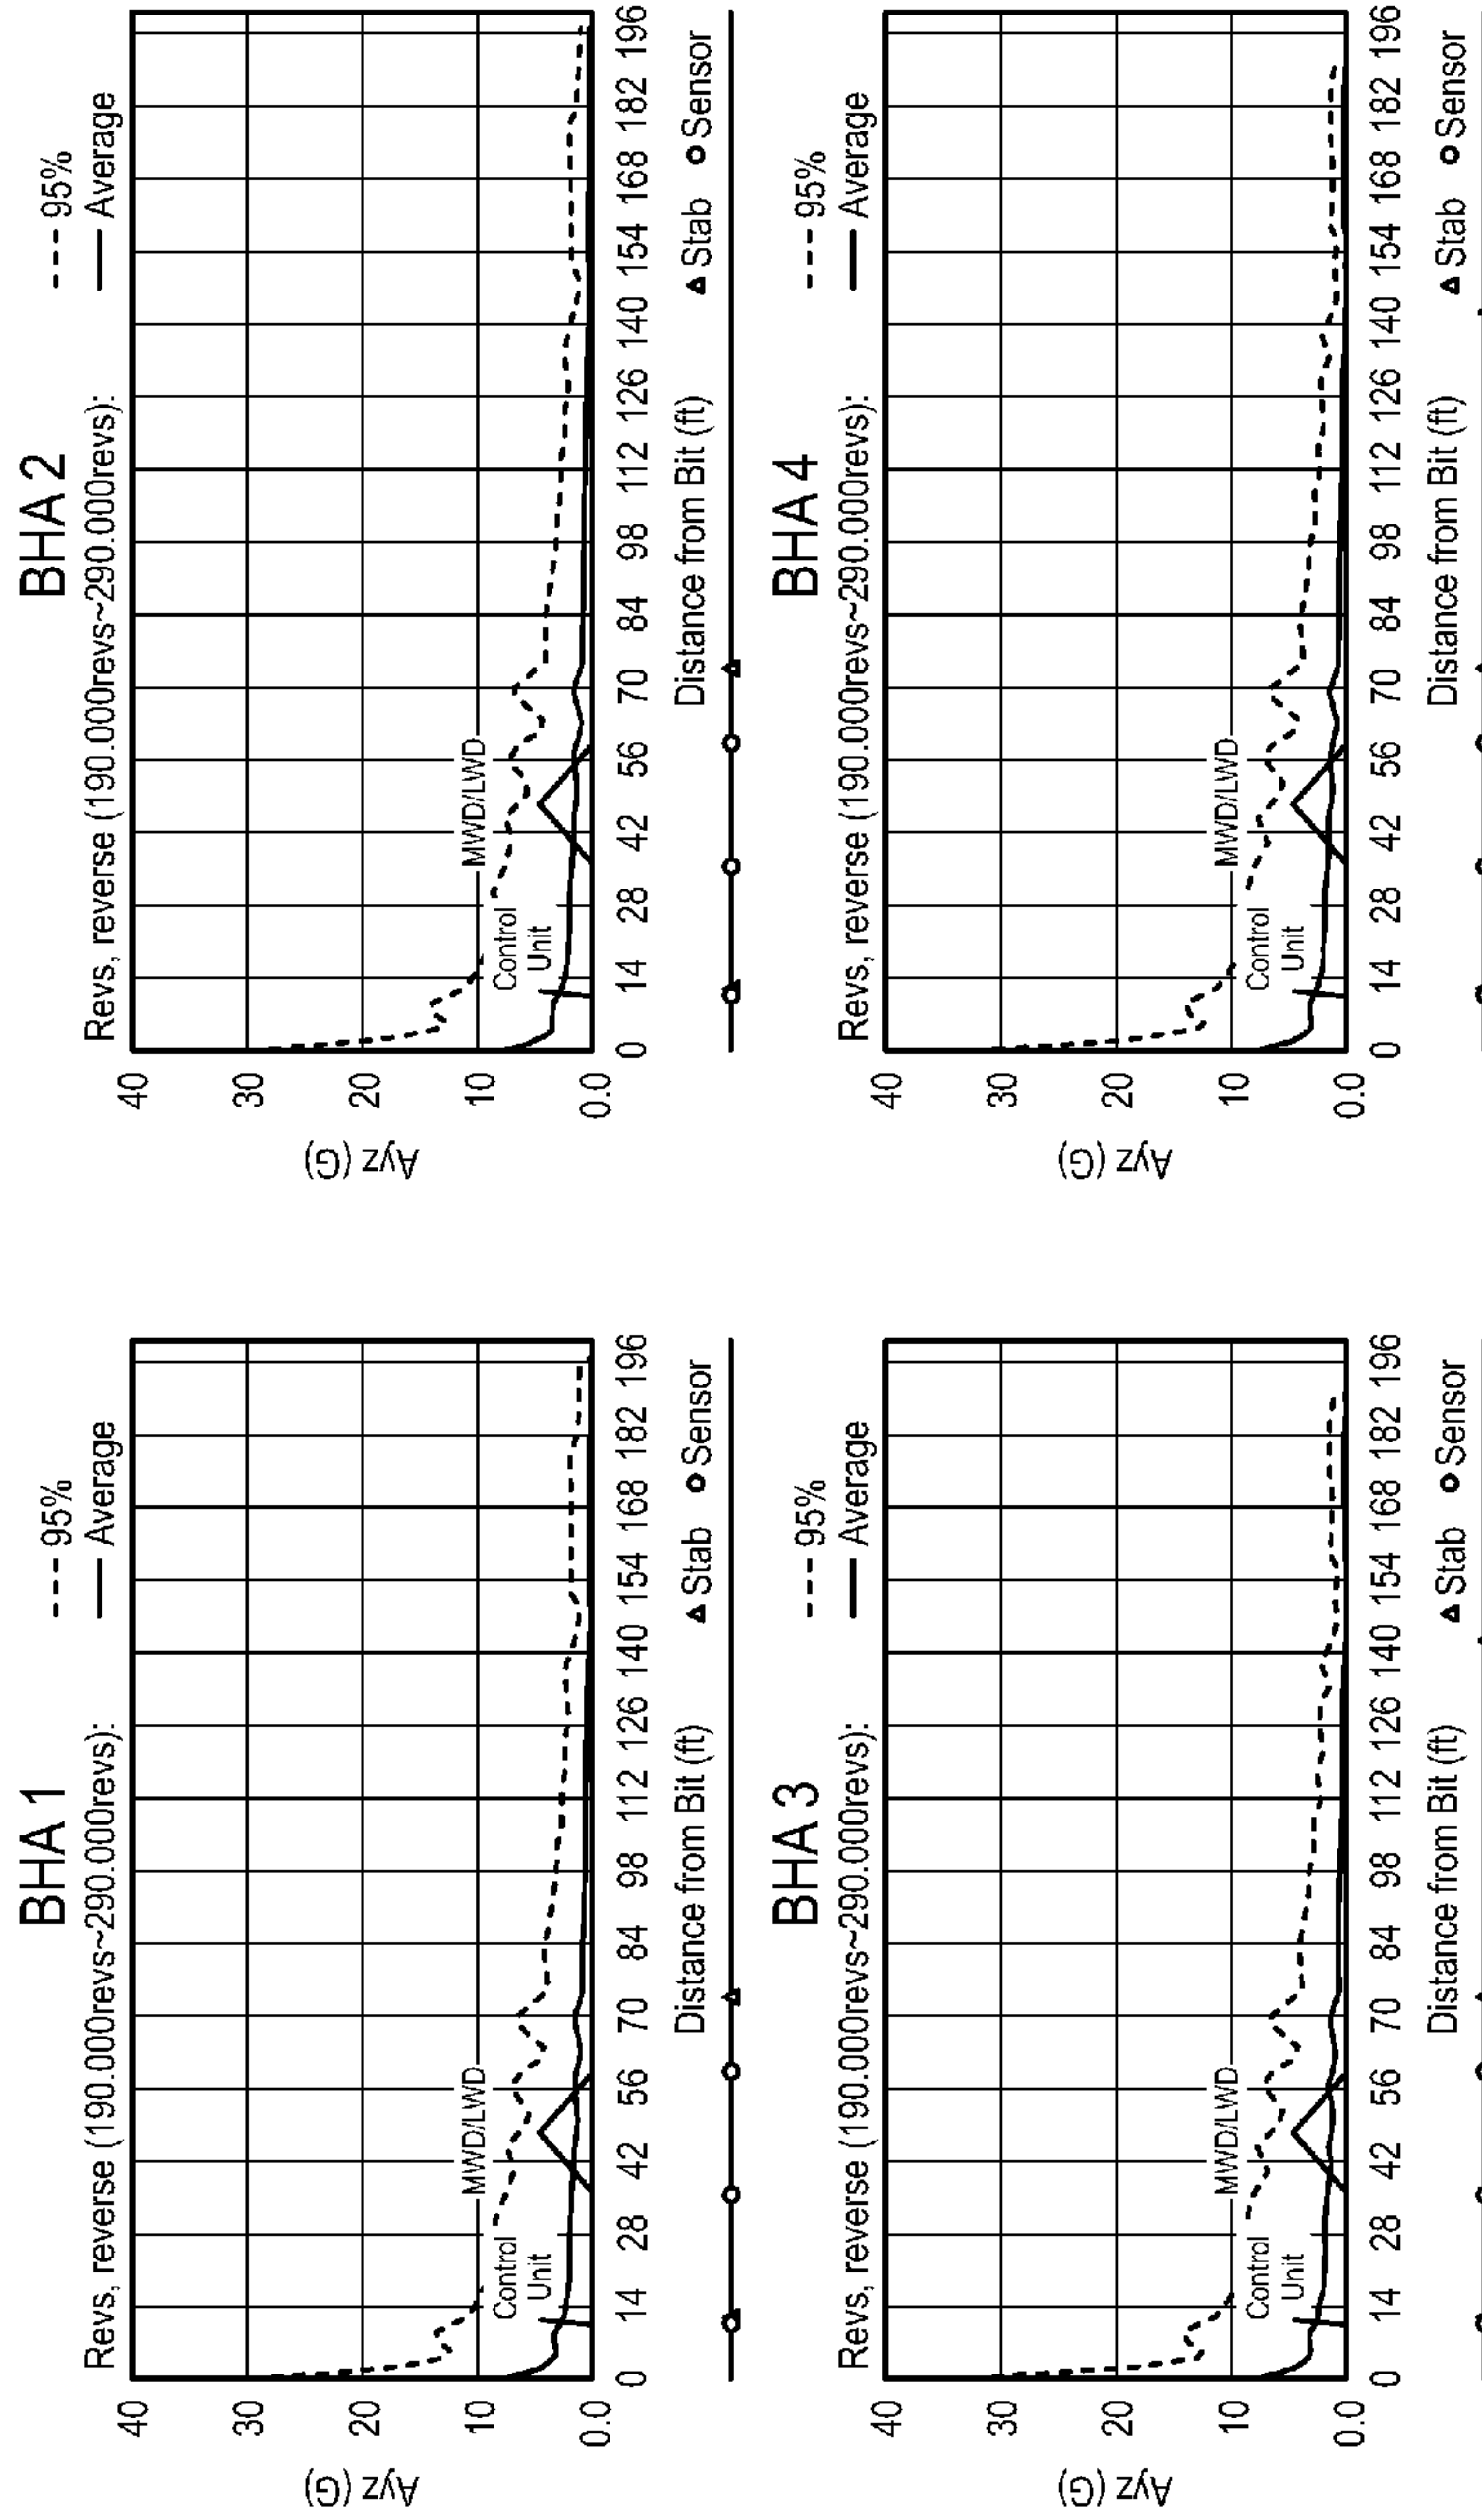 BHA 1
Revs, reverse (190.000revs~290.000revs):
--- 95%
— Average
Ayz (G)
40
30
20
10
0.0
MWD/LWD
Control
Unit
0 14 28 42 56 70 84 98 112 126 140 154 168 182 196
Distance from Bit (ft)
Stab
Sensor
BHA 2
Revs, reverse (190.000revs~290.000revs):
--- 95%
— Average
Ayz (G)
40
30
20
10
0.0
MWD/LWD
Control
Unit
0 14 28 42 56 70 84 98 112 126 140 154 168 182 196
Distance from Bit (ft)
Stab
Sensor
BHA 3
Revs, reverse (190.000revs~290.000revs):
--- 95%
— Average
Ayz (G)
40
30
20
10
0.0
MWD/LWD
Control
Unit
0 14 28 42 56 70 84 98 112 126 140 154 168 182 196
Distance from Bit (ft)
Stab
Sensor
BHA 4
Revs, reverse (190.000revs~290.000revs):
--- 95%
— Average
Ayz (G)
40
30
20
10
0.0
MWD/LWD
Control
Unit
0 14 28 42 56 70 84 98 112 126 140 154 168 182 196
Distance from Bit (ft)
Stab
Sensor